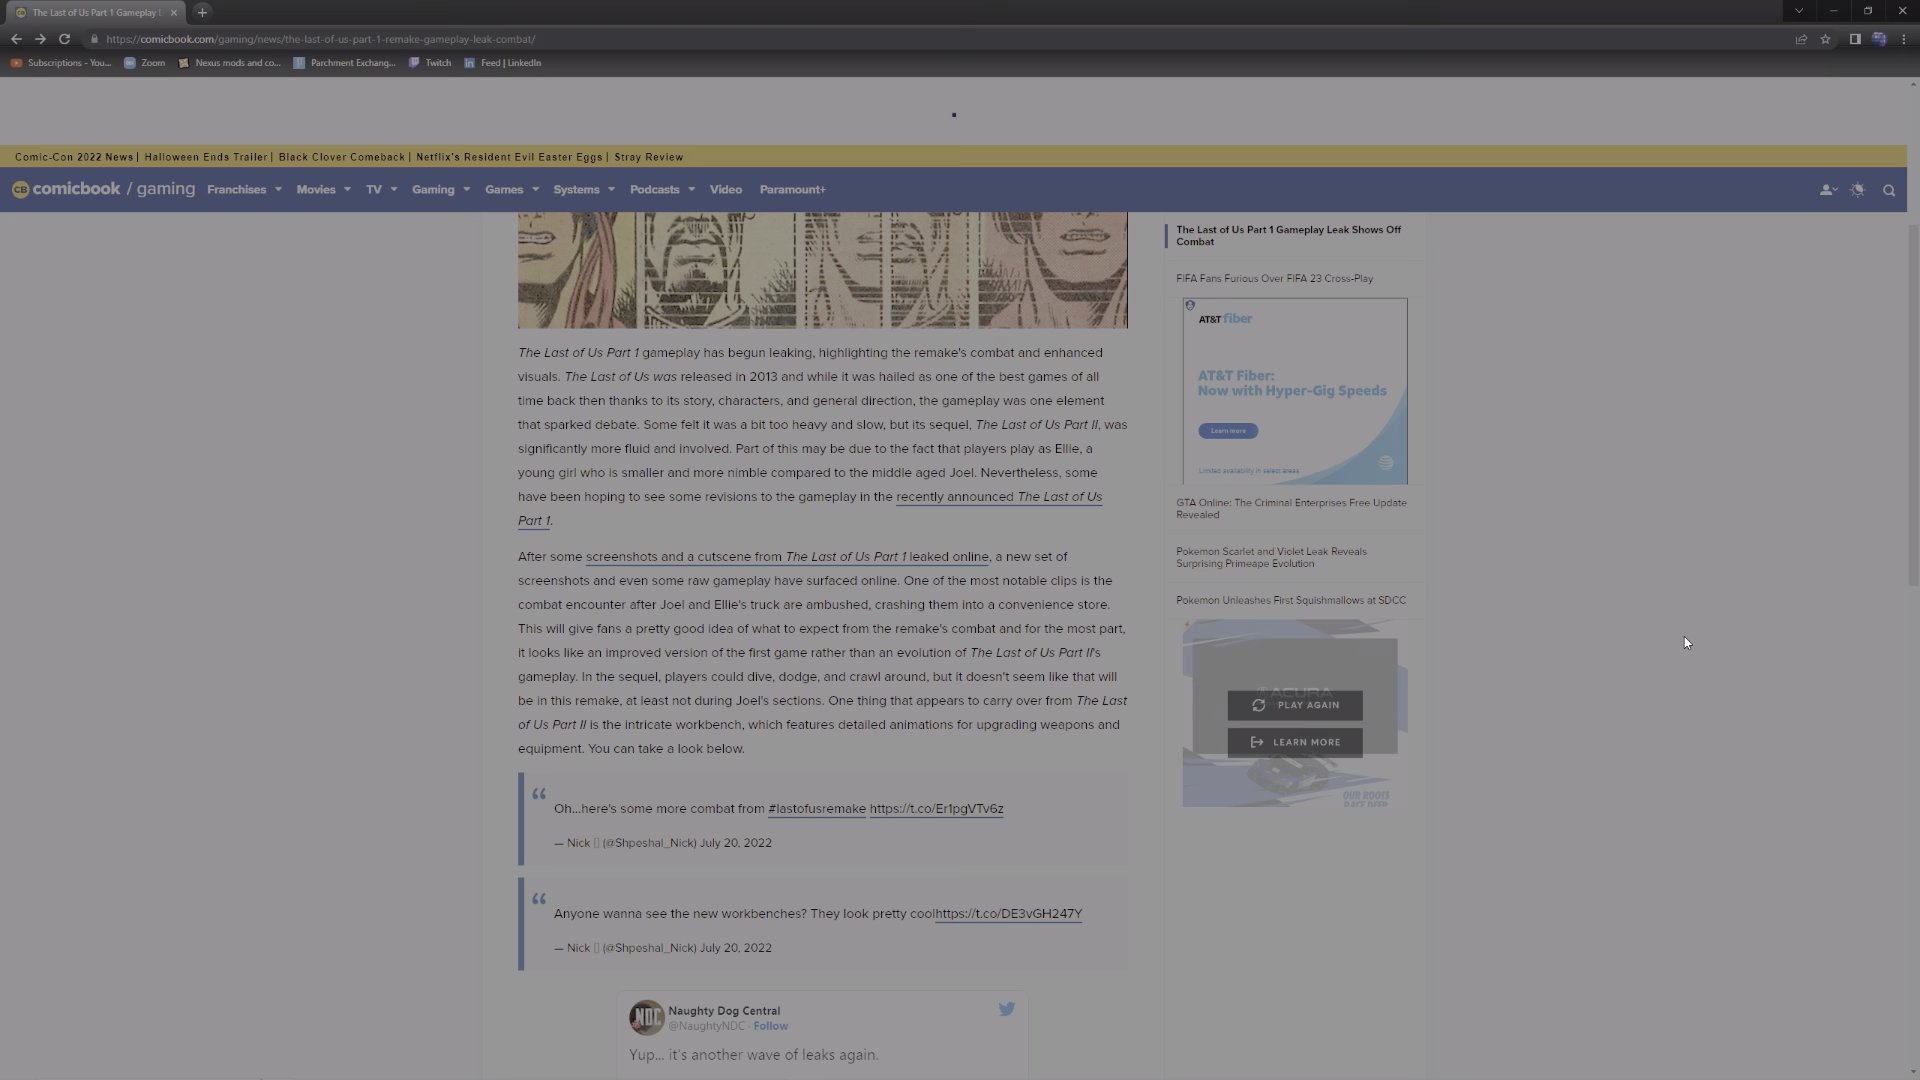 The Last of Us Part 1 Gameplay L
https://comicbook.com/gaming/news/the-last-of-us-part-1-remake-gameplay-leak-combat/
Subscriptions - You... Zoom Nexus mods and co... Parchment Exchang... Twitch Feed | LinkedIn
Comic-Con 2022 News | Halloween Ends Trailer | Black Clover Comeback | Netflix's Resident Evil Easter Eggs | Stray Review
CB comicbook / gaming Franchises Movies TV Gaming Games Systems Podcasts Video Paramount+
The Last of Us Part 1 gameplay has begun leaking, highlighting the remake's combat and enhanced
visuals. The Last of Us was released in 2013 and while it was hailed as one of the best games of all
time back then thanks to its story, characters, and general direction, the gameplay was one element
that sparked debate. Some felt it was a bit too heavy and slow, but its sequel, The Last of Us Part II, was
significantly more fluid and involved. Part of this may be due to the fact that players play as Ellie, a
young girl who is smaller and more nimble compared to the middle aged Joel. Nevertheless, some
have been hoping to see some revisions to the gameplay in the recently announced The Last of Us
Part 1.
After some screenshots and a cutscene from The Last of Us Part 1 leaked online, a new set of
screenshots and even some raw gameplay have surfaced online. One of the most notable clips is the
combat encounter after Joel and Ellie's truck are ambushed, crashing them into a convenience store.
This will give fans a pretty good idea of what to expect from the remake's combat and for the most part,
it looks like an improved version of the first game rather than an evolution of The Last of Us Part II's
gameplay. In the sequel, players could dive, dodge, and crawl around, but it doesn't seem like that will
be in this remake, at least not during Joel's sections. One thing that appears to carry over from The Last
of Us Part II is the intricate workbench, which features detailed animations for upgrading weapons and
equipment. You can take a look below.
“ Oh...here's some more combat from #lastofusremake https://t.co/Er1pgVTv6z
— Nick (@Shpeshal_Nick) July 20, 2022
“ Anyone wanna see the new workbenches? They look pretty coolhttps://t.co/DE3vGH247Y
— Nick (@Shpeshal_Nick) July 20, 2022
NDC Naughty Dog Central
@NaughtyNDC · Follow
Yup... it's another wave of leaks again.
The Last of Us Part 1 Gameplay Leak Shows Off
Combat
FIFA Fans Furious Over FIFA 23 Cross-Play
AT&T fiber
AT&T Fiber:
Now with Hyper-Gig Speeds
Learn more
Limited availability in select areas.
GTA Online: The Criminal Enterprises Free Update
Revealed
Pokemon Scarlet and Violet Leak Reveals
Surprising Primeape Evolution
Pokemon Unleashes First Squishmallows at SDCC
ACURA
PLAY AGAIN
LEARN MORE
OUR ROOTS
RACE DEEP